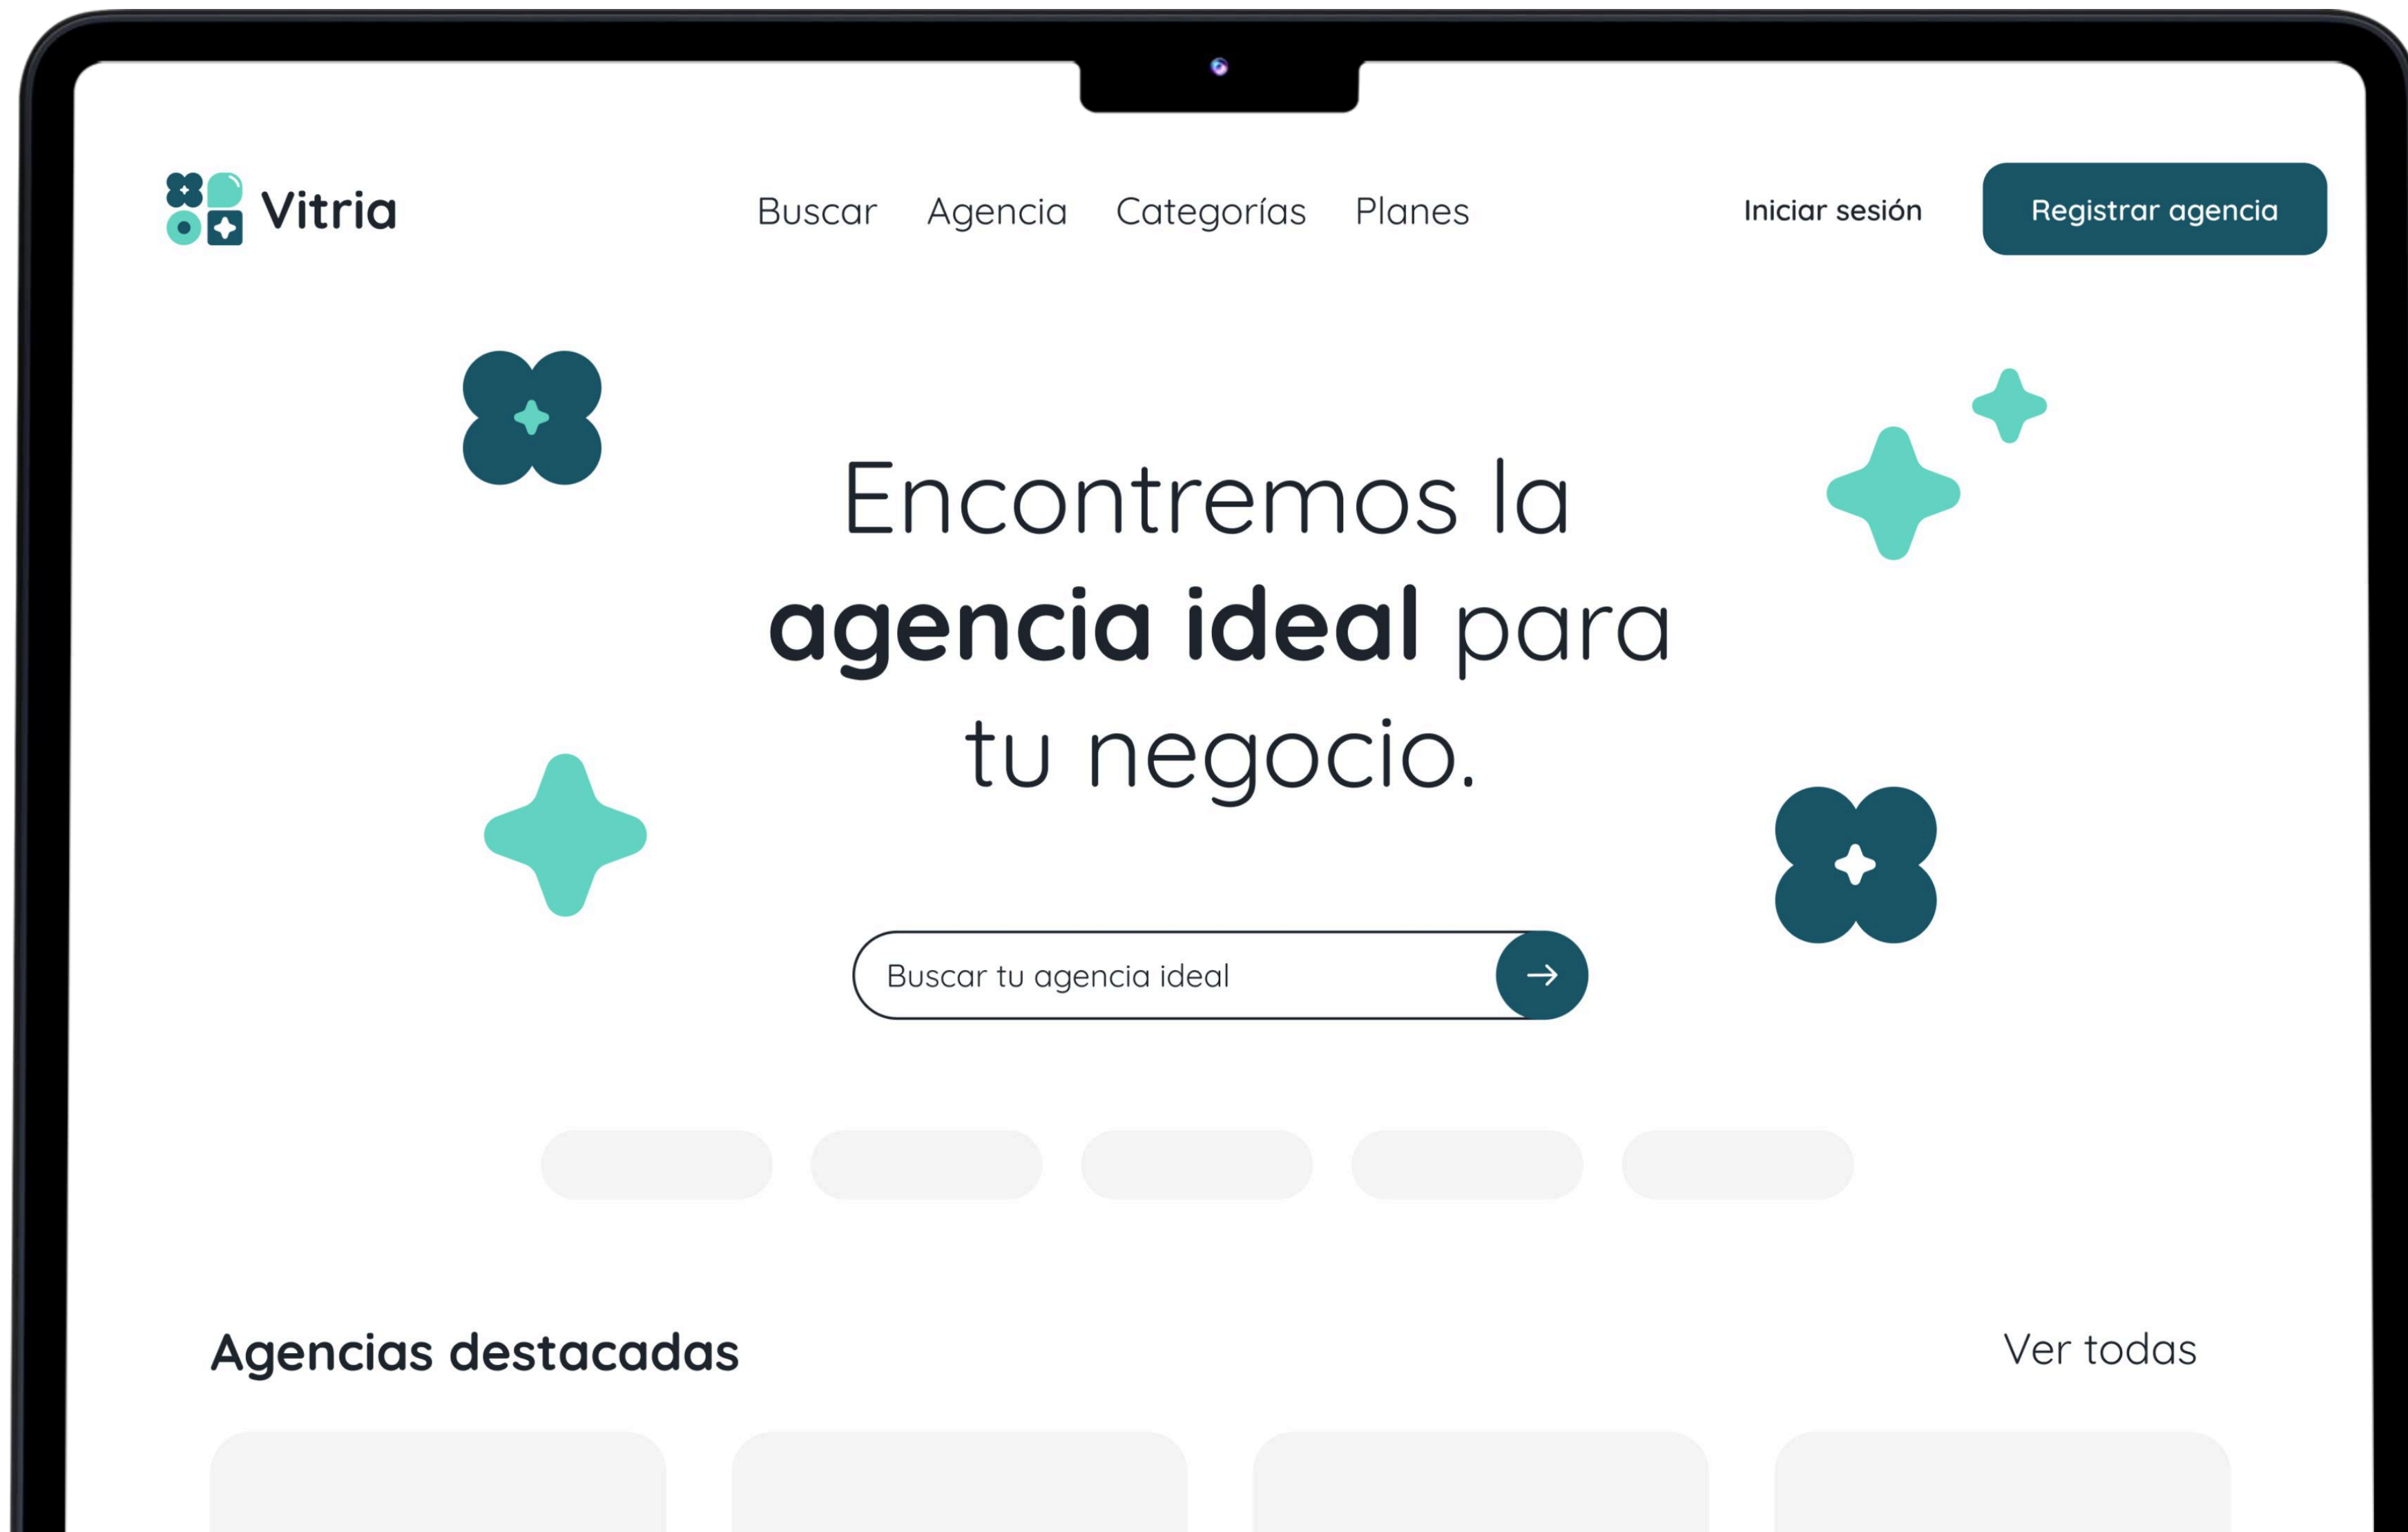 Vitria
Buscar
Agencia
Categorías
Planes
Iniciar sesión
Registrar agencia
Encontremos la
agencia ideal para
tu negocio.
Buscar tu agencia ideal
Agencias destacadas
Ver todas